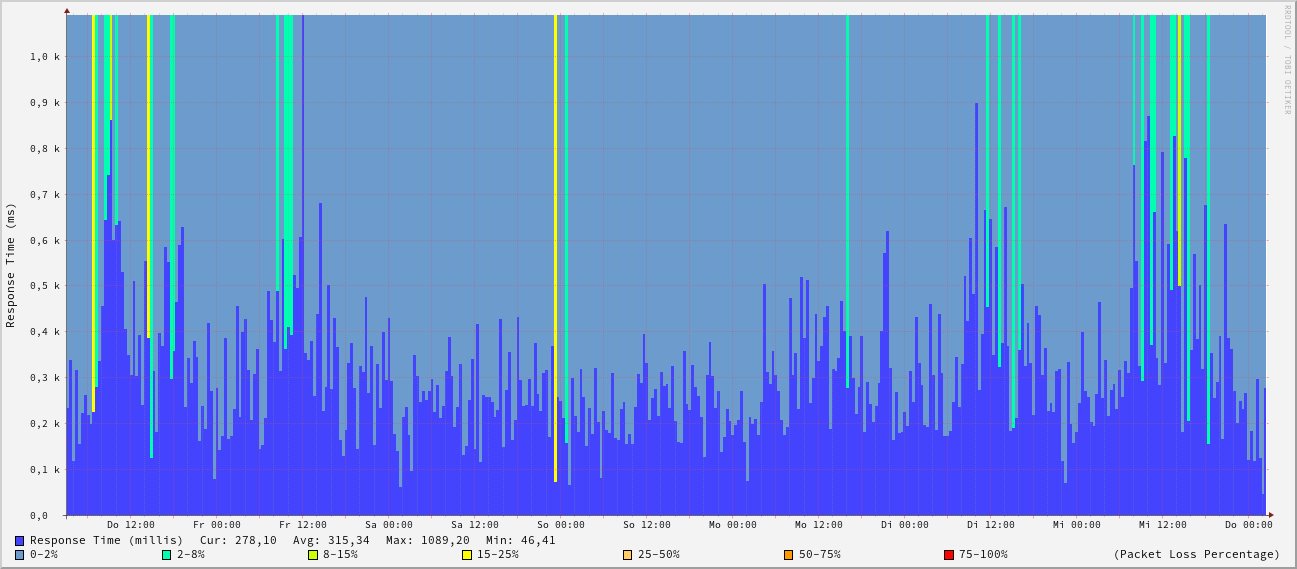 RRDTOOL / TOBI OETIKER
Response Time (ms)
1,0 k
0,9 k
0,8 k
0,7 k
0,6 k
0,5 k
0,4 k
0,3 k
0,2 k
0,1 k
0,0
Do 12:00 Fr 00:00 Fr 12:00 Sa 00:00 Sa 12:00 So 00:00 So 12:00 Mo 00:00 Mo 12:00 Di 00:00 Di 12:00 Mi 00:00 Mi 12:00 Do 00:00
Response Time (millis) Cur: 278,10 Avg: 315,34 Max: 1089,20 Min: 46,41
0-2% 2-8% 8-15% 15-25% 25-50% 50-75% 75-100% (Packet Loss Percentage)